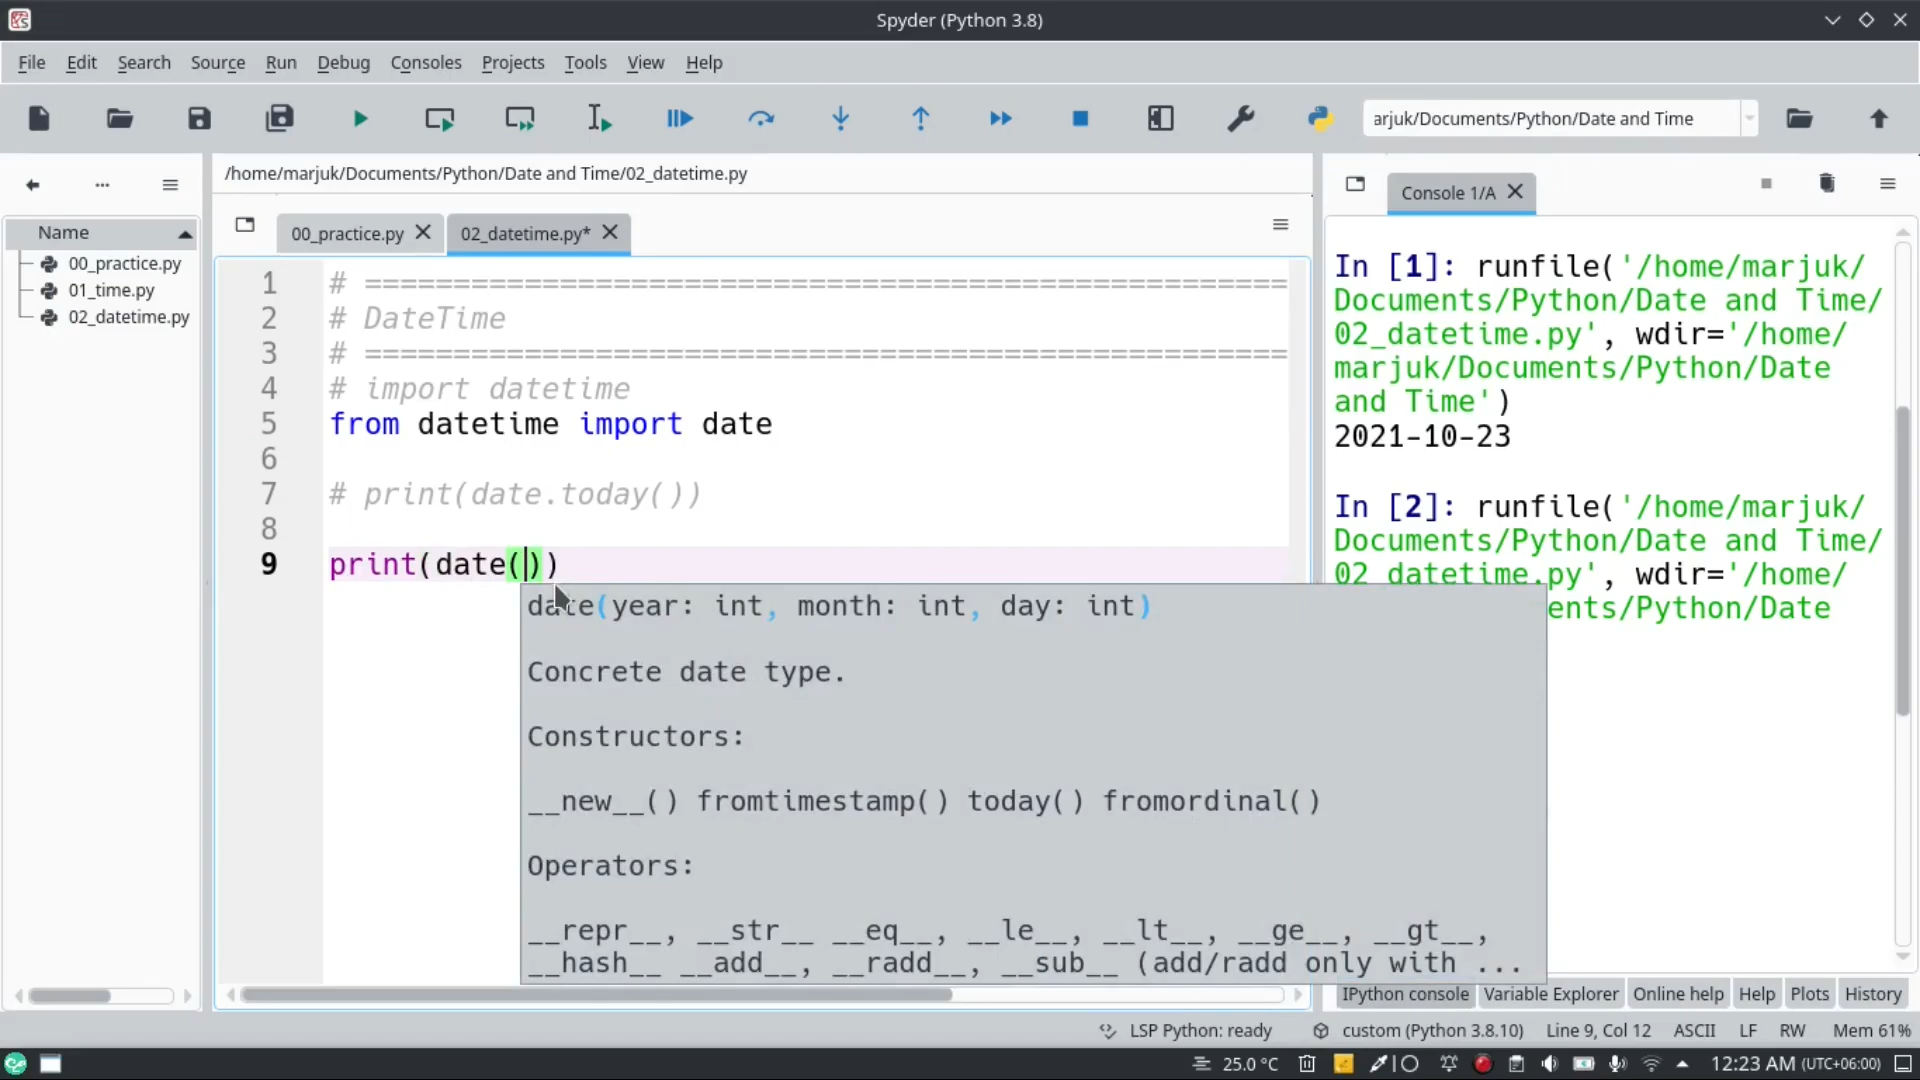 Spyder (Python 3.8)
File Edit Search Source Run Debug Consoles Projects Tools View Help
arjuk/Documents/Python/Date and Time
...
Name
00_practice.py
01_time.py
02_datetime.py
/home/marjuk/Documents/Python/Date and Time/02_datetime.py
00_practice.py 02_datetime.py*
1 # ====================================================
2 # DateTime
3 # ====================================================
4 # import datetime
5 from datetime import date
6
7 # print(date.today())
8
9 print(date())
date(year: int, month: int, day: int)
Concrete date type.
Constructors:
__new__() fromtimestamp() today() fromordinal()
Operators:
__repr__, __str__ __eq__, __le__, __lt__, __ge__, __gt__,
__hash__ __add__, __radd__, __sub__ (add/radd only with ...
Console 1/A
In [1]: runfile('/home/marjuk/
Documents/Python/Date and Time/
02_datetime.py', wdir='/home/
marjuk/Documents/Python/Date
and Time')
2021-10-23
In [2]: runfile('/home/marjuk/
Documents/Python/Date and Time/
02_datetime.py', wdir='/home/
ents/Python/Date
IPython console Variable Explorer Online help Help Plots History
LSP Python: ready custom (Python 3.8.10) Line 9, Col 12 ASCII LF RW Mem 61%
25.0 °C 12:23 AM (UTC+06:00)